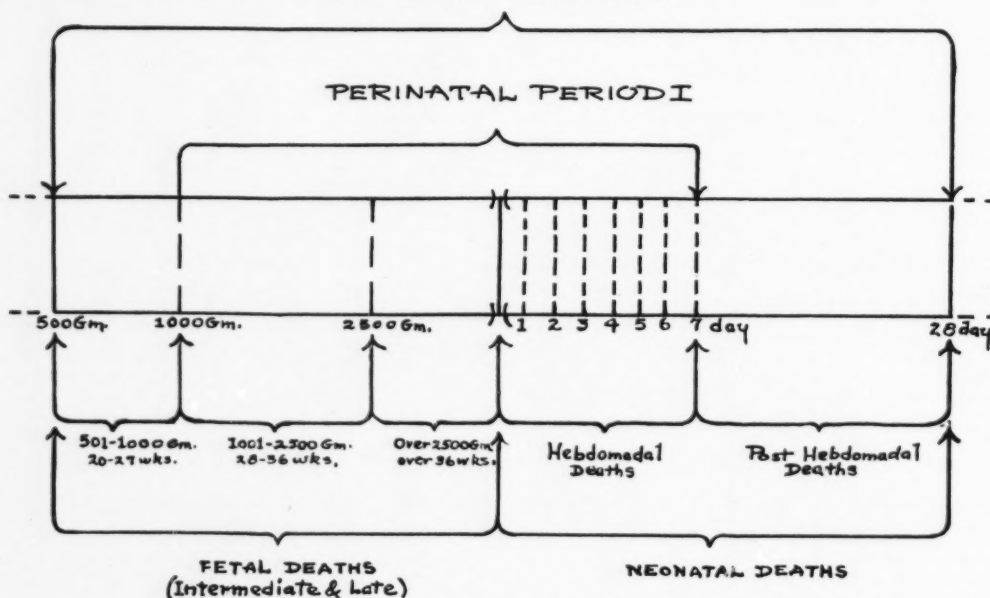 PERINATAL PERIOD I
500Gm. 1000Gm. 2500Gm. 1 2 3 4 5 6 7 day 28 day
501-1000 Gm.
20-27 wks.
1001-2500 Gm.
28-36 wks.
Over 2500Gm
over 36 wks.
Hebdomadal
Deaths
Post Hebdomadal
Deaths
FETAL DEATHS
(Intermediate & Late)
NEONATAL DEATHS